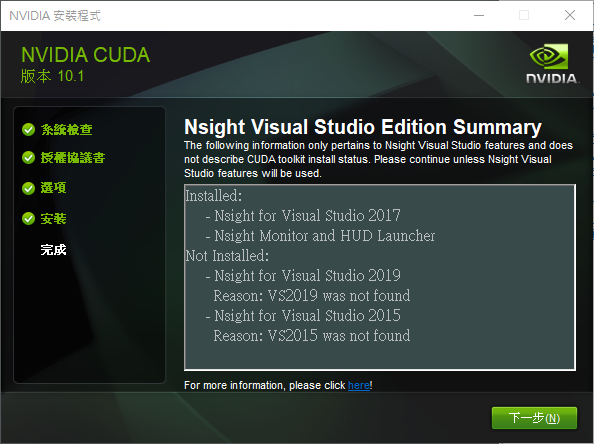 NVIDIA 安裝程式
NVIDIA CUDA
版本 10.1
NVIDIA.
系統檢查
授權協議書
選項
安裝
完成
Nsight Visual Studio Edition Summary
The following information only pertains to Nsight Visual Studio features and does
not describe CUDA toolkit install status. Please continue unless Nsight Visual
Studio features will be used.
Installed:
- Nsight for Visual Studio 2017
- Nsight Monitor and HUD Launcher
Not Installed:
- Nsight for Visual Studio 2019
Reason: VS2019 was not found
- Nsight for Visual Studio 2015
Reason: VS2015 was not found
For more information, please click here!
下一步(N)